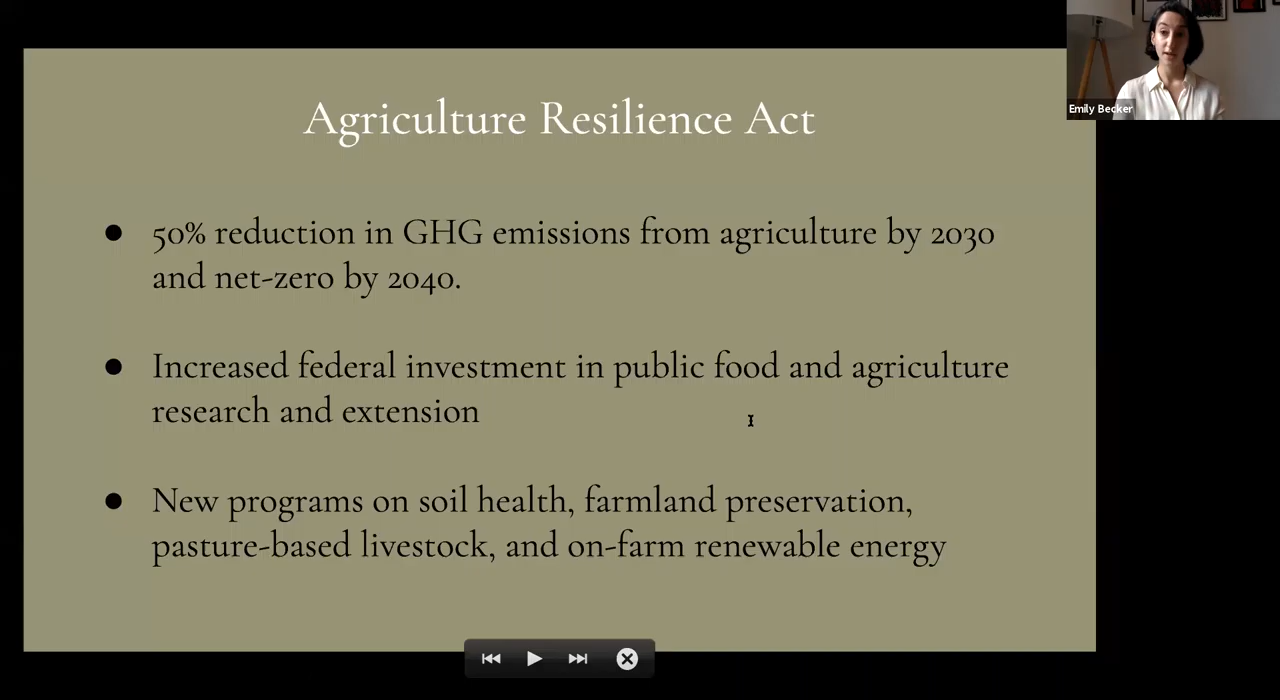 Emily Becker
Agriculture Resilience Act
● 50% reduction in GHG emissions from agriculture by 2030
and net-zero by 2040.
● Increased federal investment in public food and agriculture
research and extension
● New programs on soil health, farmland preservation,
pasture-based livestock, and on-farm renewable energy